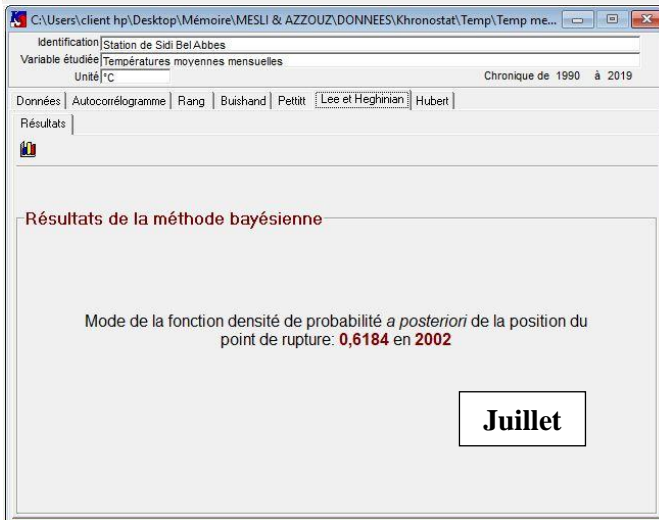 C:\Users\client hp\Desktop\Mémoire\MESLI & AZZOUZ\DONNEES\Khronostat\Temp\Temp me...
Identification Station de Sidi Bel Abbes
Variable étudiée Températures moyennes mensuelles
Unité °C Chronique de 1990 à 2019
Données Autocorrélogramme Rang Buishand Pettitt Lee et Heghinian Hubert
Résultats
Résultats de la méthode bayésienne
Mode de la fonction densité de probabilité a posteriori de la position du
point de rupture: 0,6184 en 2002
Juillet